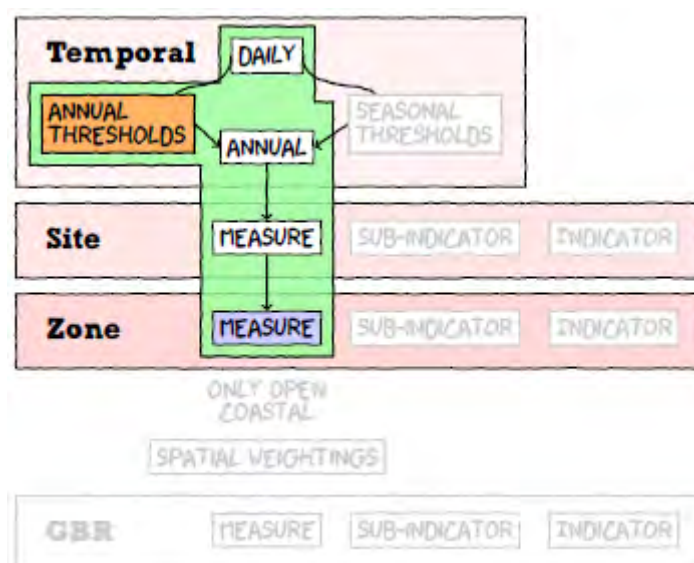 Temporal DAILY
ANNUAL THRESHOLDS
SEASONAL THRESHOLDS
ANNUAL
Site MEASURE SUB-INDICATOR INDICATOR
Zone MEASURE SUB-INDICATOR INDICATOR
ONLY OPEN
COASTAL
SPATIAL WEIGHTINGS
GBR MEASURE SUB-INDICATOR INDICATOR